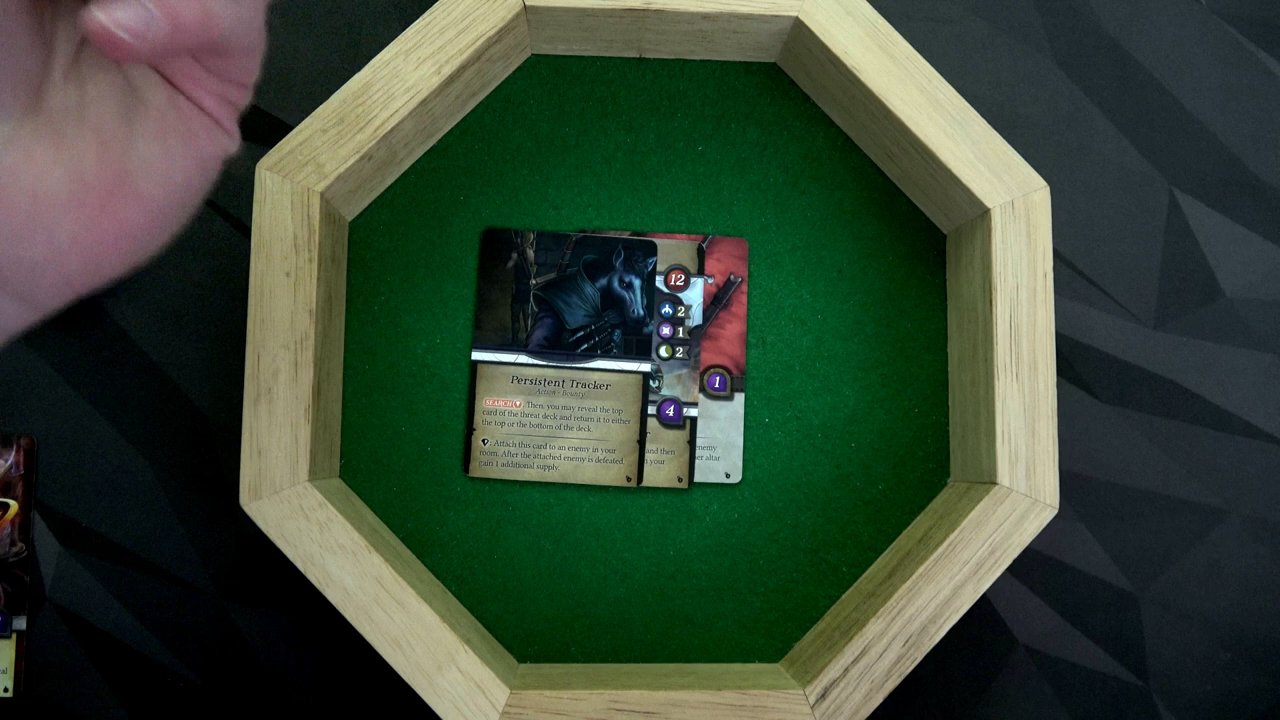 12
2
1
2
1
4
Persistent Tracker
Action - Bounty
SEARCH : Then, you may reveal the top
card of the threat deck and return it to either
the top or the bottom of the deck.
: Attach this card to an enemy in your
room. After the attached enemy is defeated,
gain 1 additional supply.
and then
your
enemy
er altar